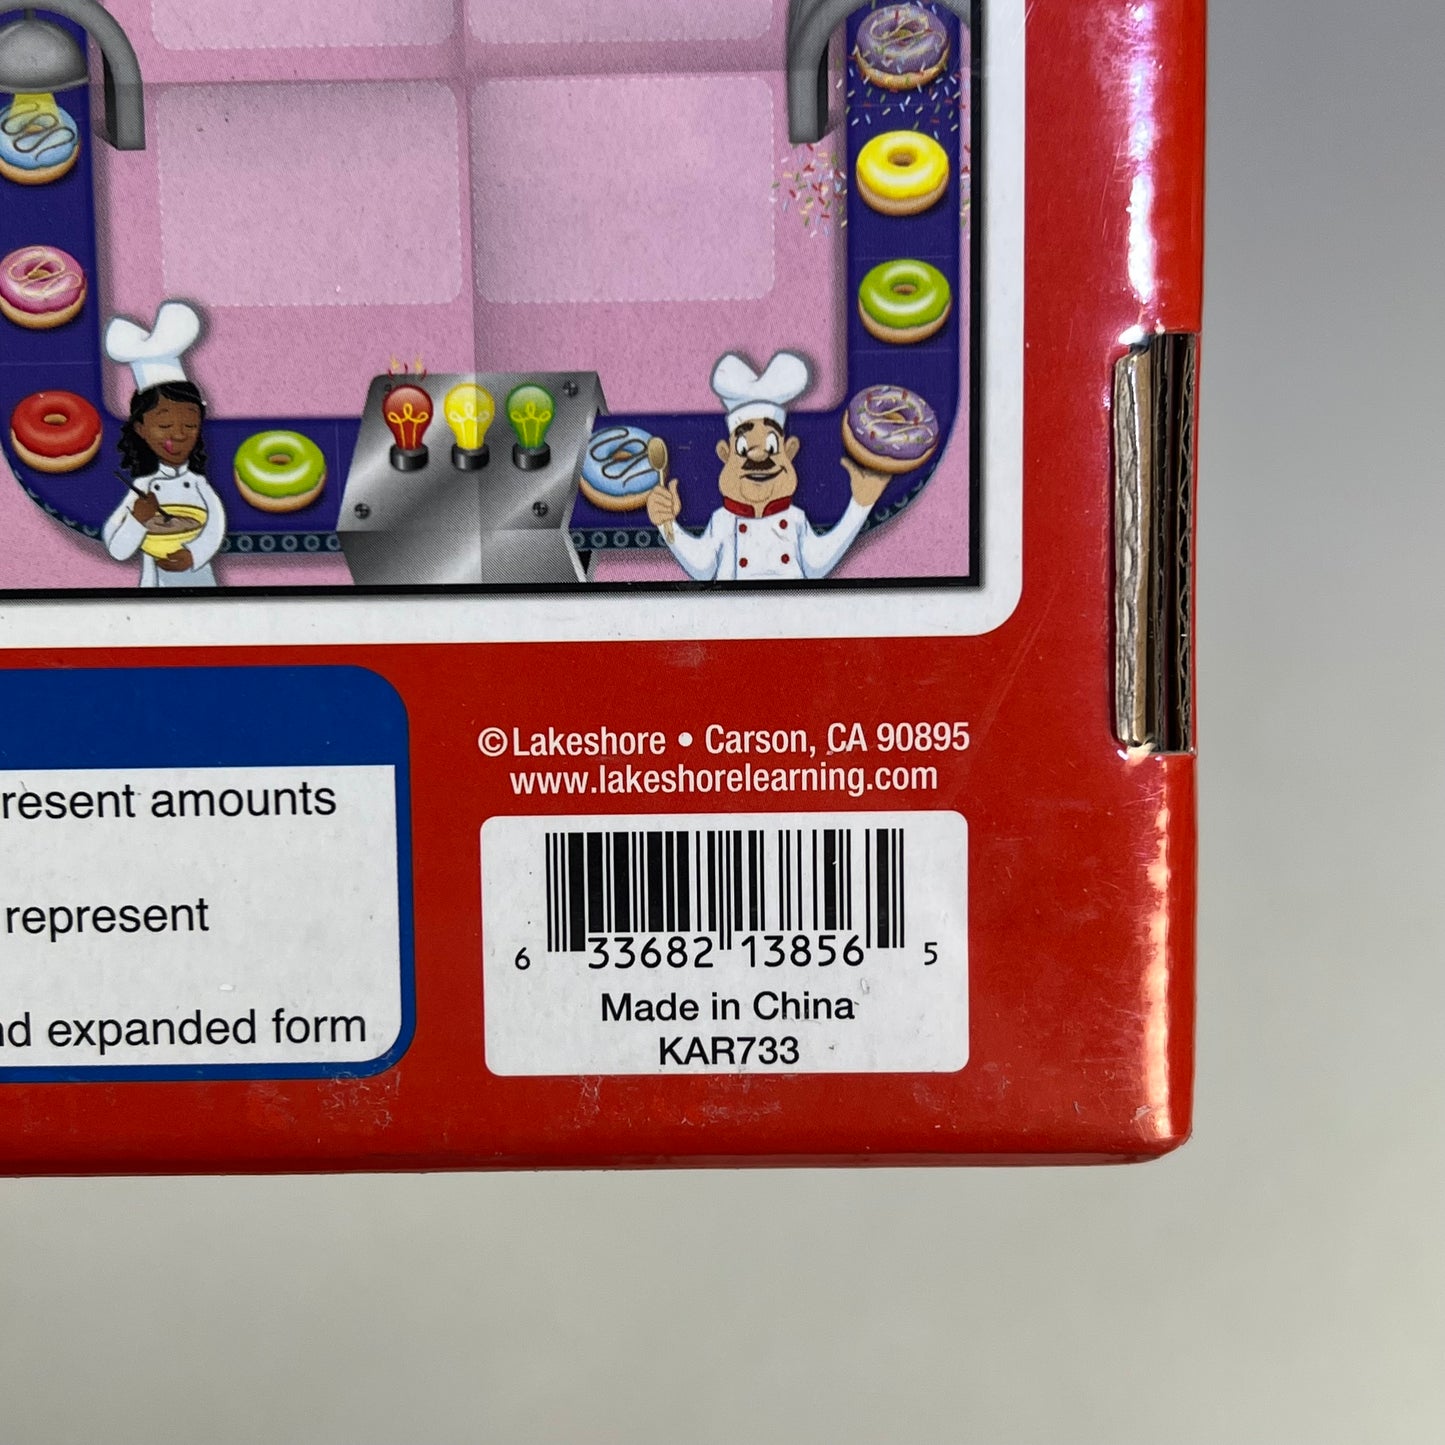 ©Lakeshore • Carson, CA 90895
www.lakeshorelearning.com
resent amounts
represent
expanded form
6 33682 13856 5
Made in China
KAR733